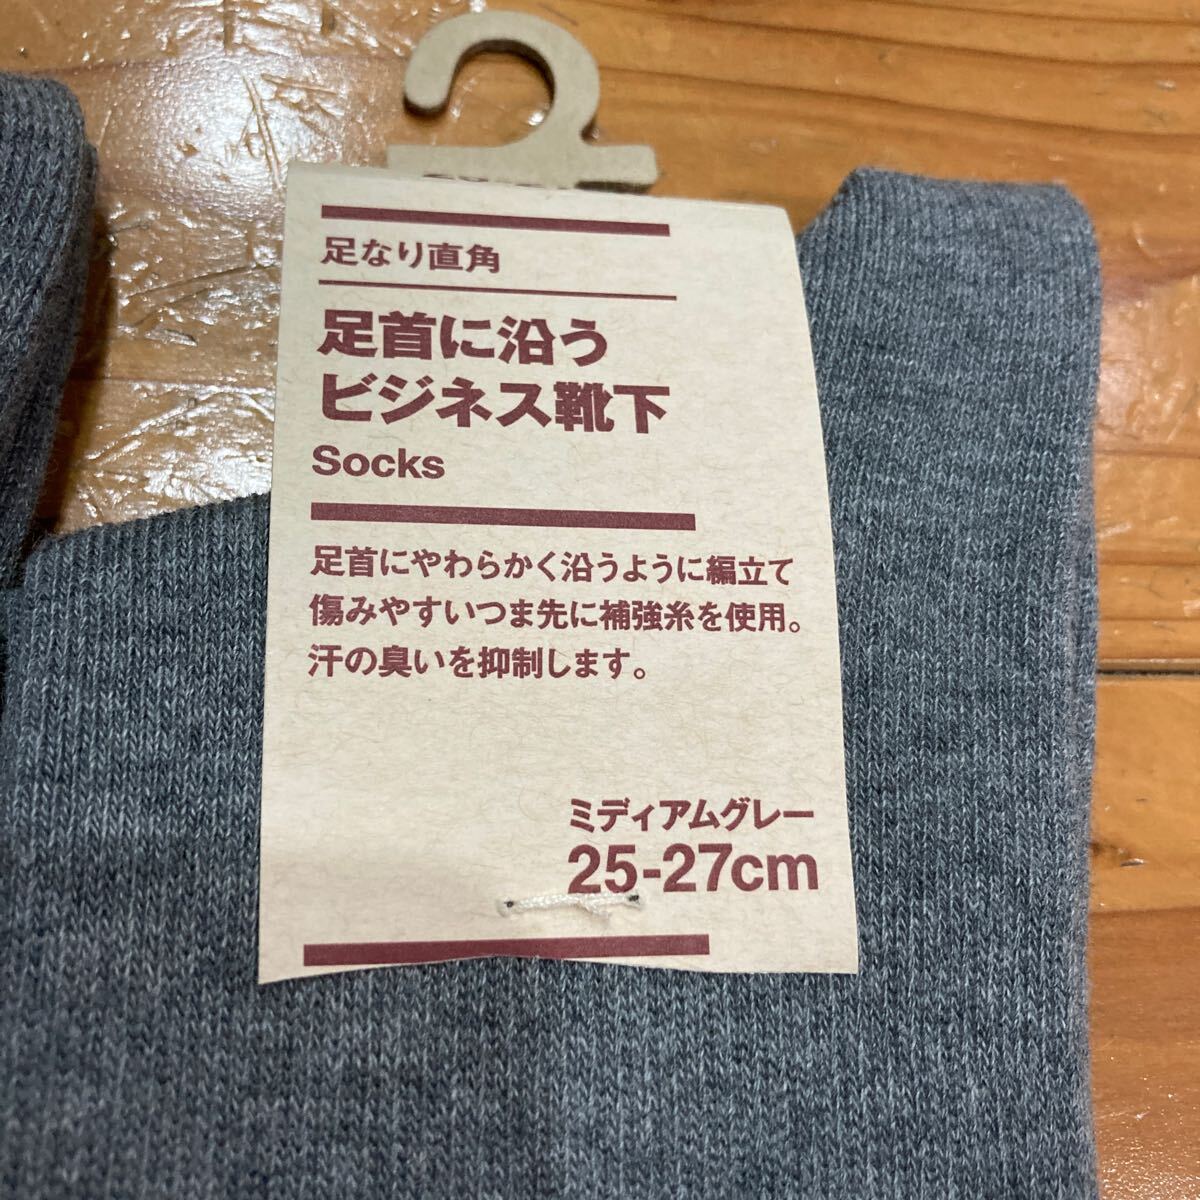 足なり直角
足首に沿う
ビジネス靴下
Socks
足首にやわらかく沿うように編立て
傷みやすいつま先に補強糸を使用。
汗の臭いを抑制します。
ミディアムグレー
25-27cm